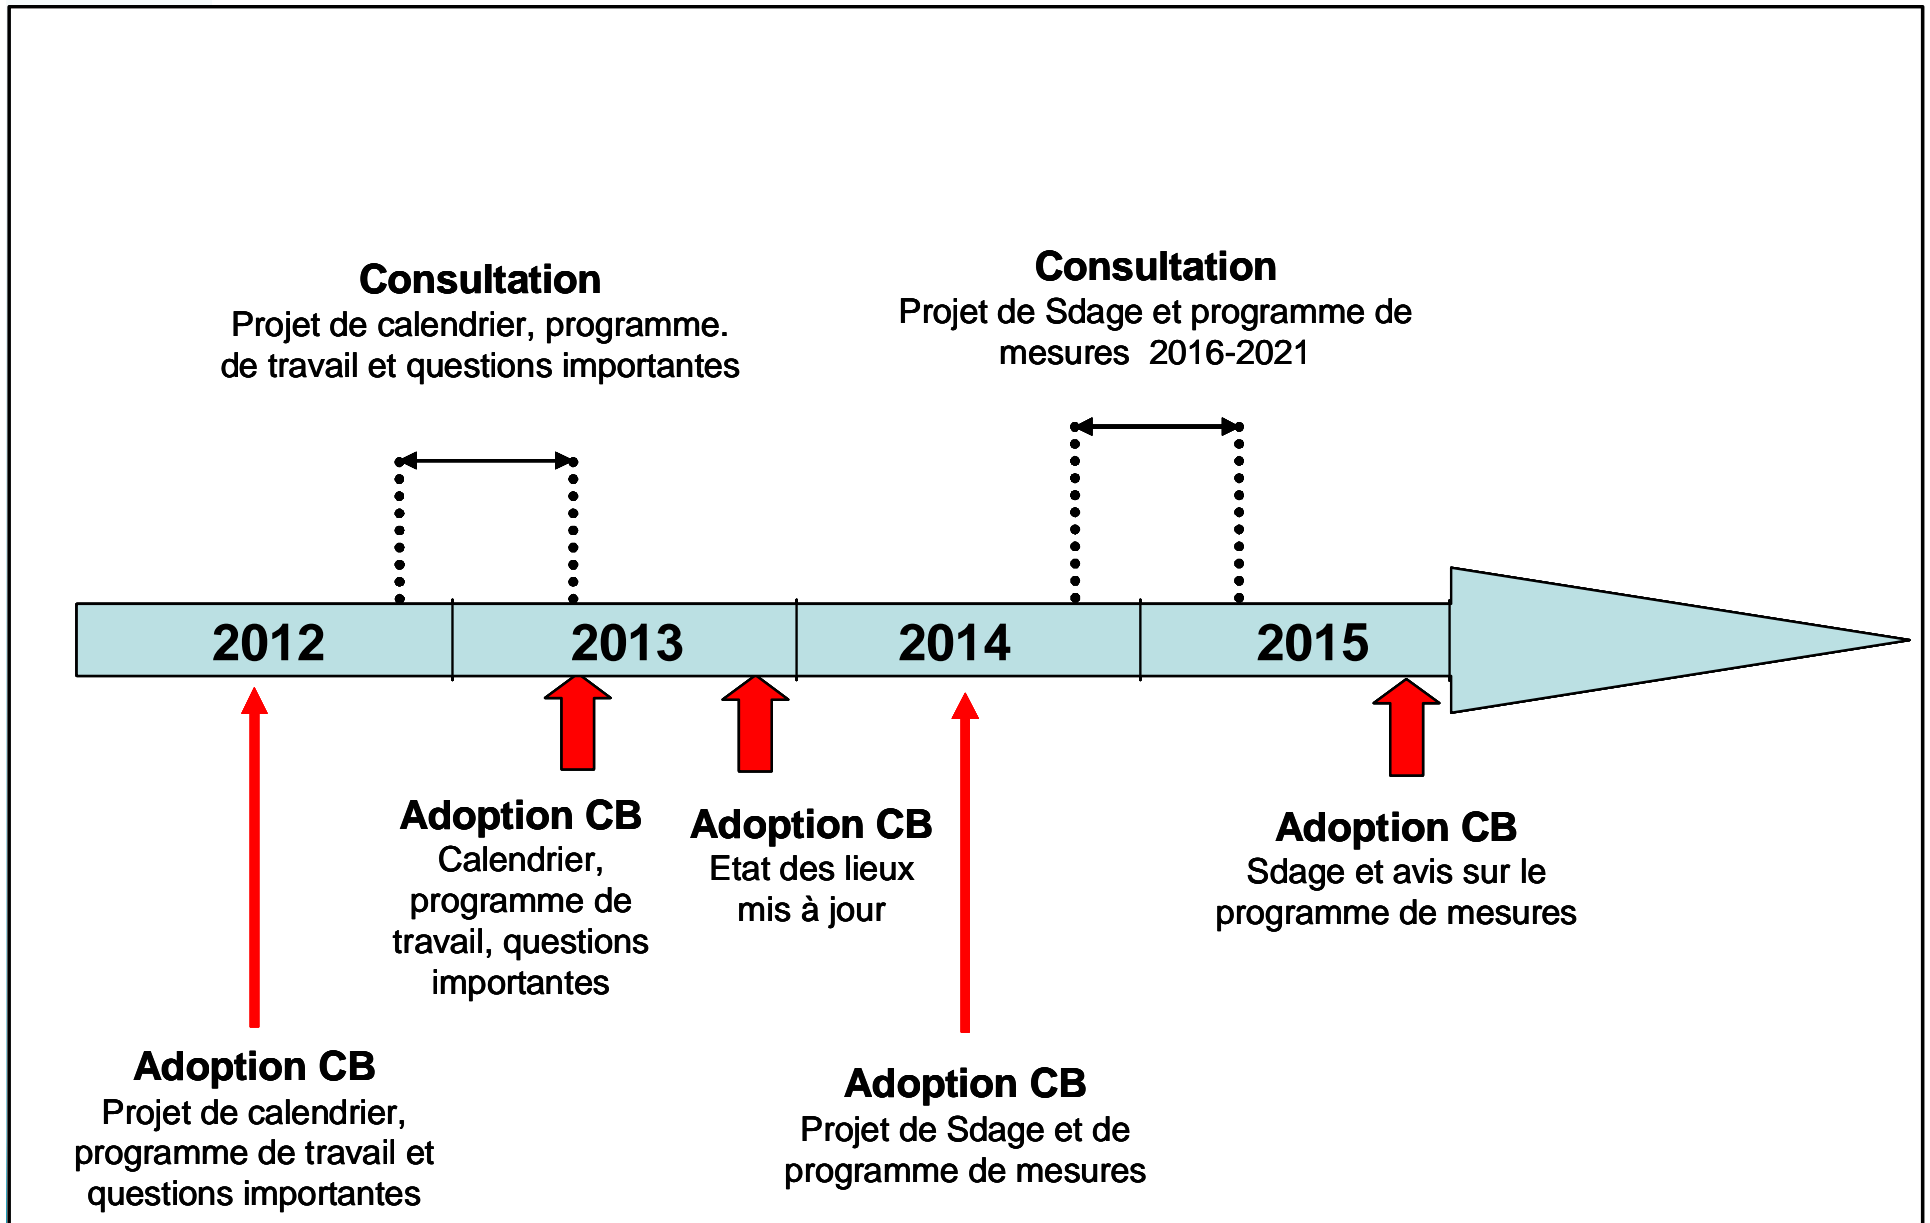 Consultation
Projet de calendrier, programme.
de travail et questions importantes
Consultation
Projet de Sdage et programme de
mesures 2016-2021
2012
2013
2014
2015
Adoption CB
Projet de calendrier,
programme de travail et
questions importantes
Adoption CB
Calendrier,
programme de
travail, questions
importantes
Adoption CB
Etat des lieux
mis à jour
Adoption CB
Projet de Sdage et de
programme de mesures
Adoption CB
Sdage et avis sur le
programme de mesures